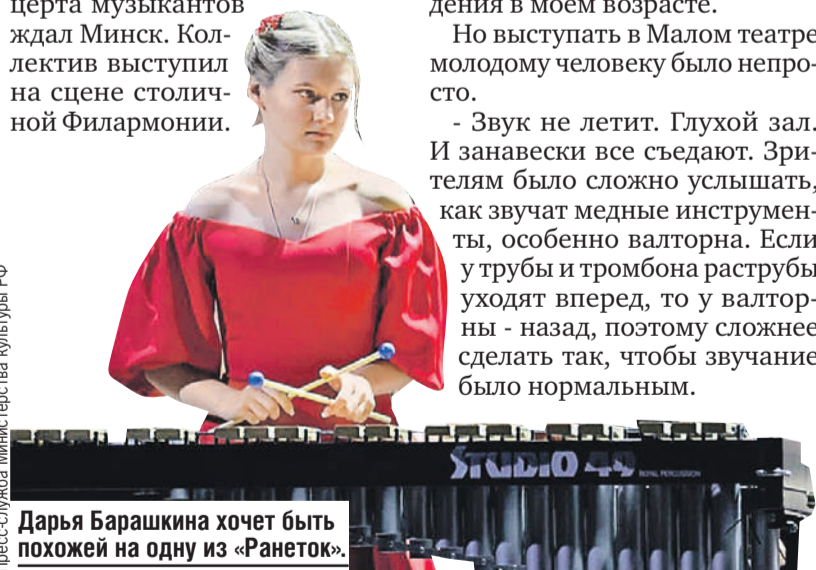 церта музыкантов
ждал Минск. Кол-
лектив выступил
на сцене столич-
ной Филармонии.
дения в моем возрасте.
Но выступать в Малом театре
молодому человеку было непро-
сто.
- Звук не летит. Глухой зал.
И занавески все съедают. Зри-
телям было сложно услышать,
как звучат медные инструмен-
ты, особенно валторна. Если
у трубы и тромбона раструбы
уходят вперед, то у валтор-
ны - назад, поэтому сложнее
сделать так, чтобы звучание
было нормальным.
Пресс-служба Министерства культуры РФ
STUDIO 49
ROYAL PERCUSSION
Дарья Барашкина хочет быть
похожей на одну из «Ранеток».